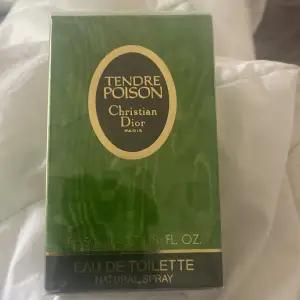 TENDRE
POISON
Christian
Dior
PARIS
FL. OZ.
EAU DE TOILETTE
NATURAL SPRAY